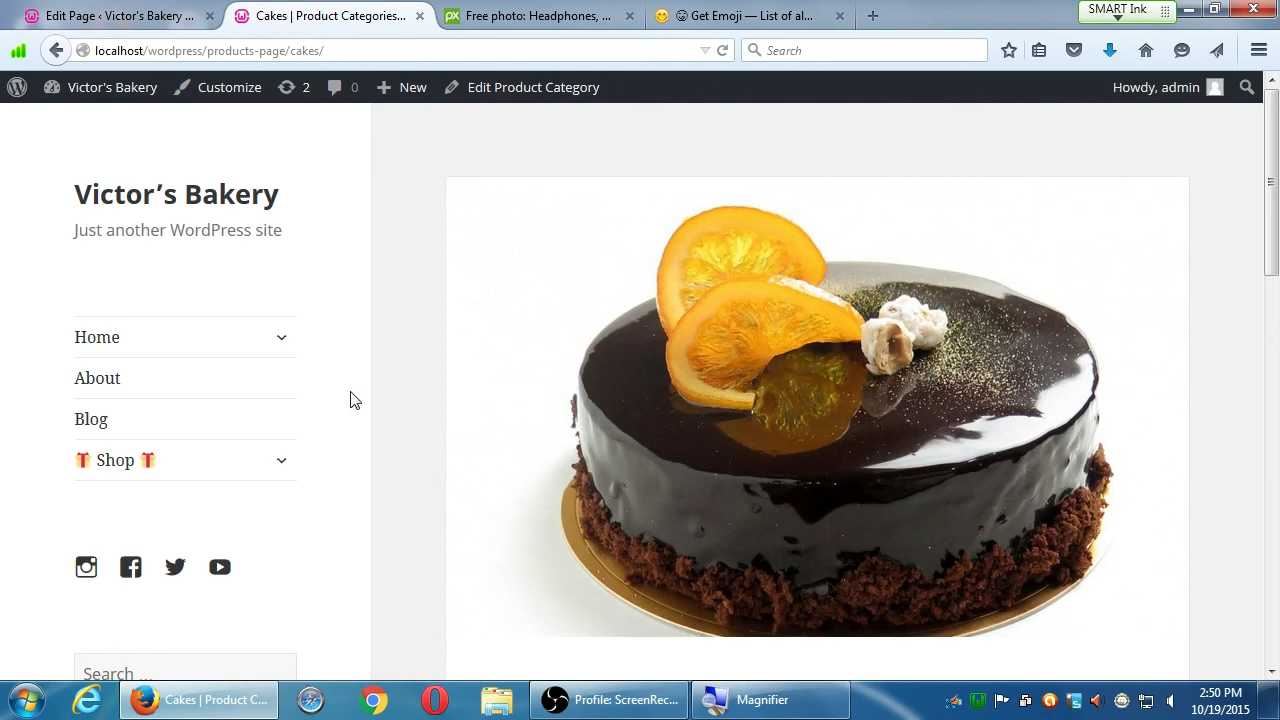 Edit Page ‹ Victor's Bakery ...
Cakes | Product Categories...
Free photo: Headphones, ...
Get Emoji — List of al...
SMART Ink
localhost/wordpress/products-page/cakes/
Search
Victor's Bakery
Customize
2
0
New
Edit Product Category
Howdy, admin
Victor's Bakery
Just another WordPress site
Home
About
Blog
🎁 Shop 🎁
Search ...
Cakes | Product C...
Profile: ScreenRec...
Magnifier
2:50 PM
10/19/2015